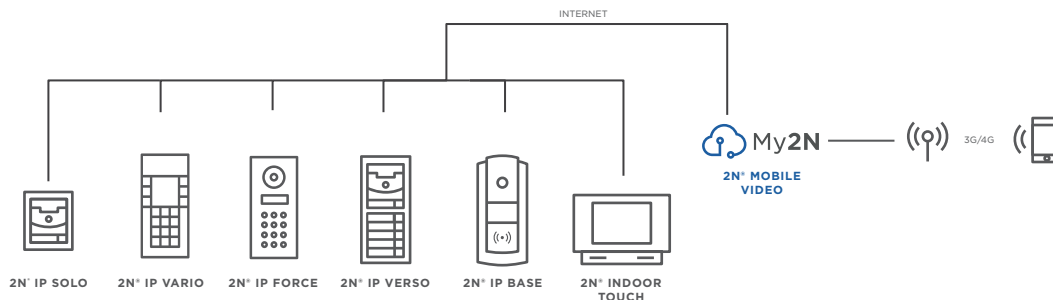 INTERNET
My2N
3G/4G
2N® MOBILE
VIDEO
2N® IP SOLO
2N® IP VARIO
2N® IP FORCE
2N® IP VERSO
2N® IP BASE
2N® INDOOR
TOUCH